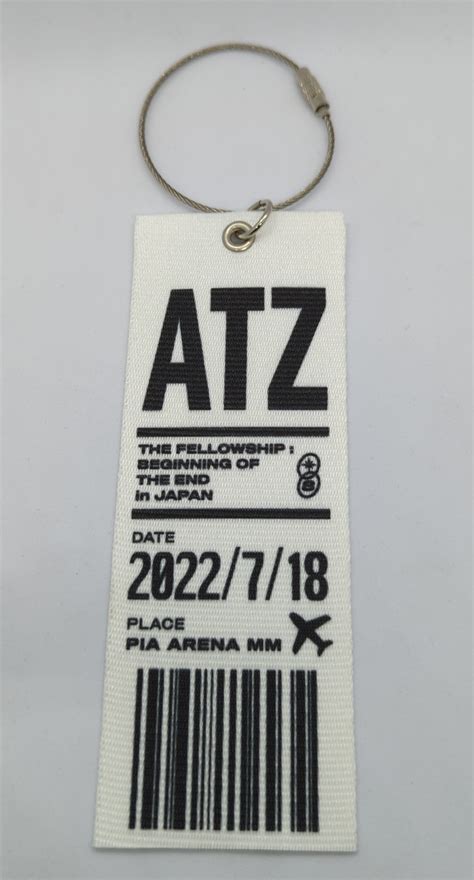 ATZ
THE FELLOWSHIP :
BEGINNING OF
THE END
in JAPAN
DATE
2022/7/18
PLACE
PIA ARENA MM